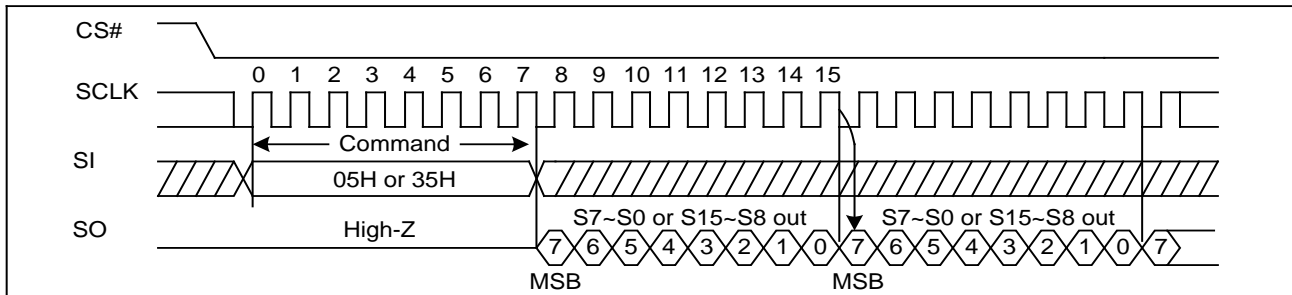 CS#
0 1 2 3 4 5 6 7 8 9 10 11 12 13 14 15
SCLK
Command
SI
05H or 35H
S7~S0 or S15~S8 out S7~S0 or S15~S8 out
SO High-Z
7 6 5 4 3 2 1 0 7 6 5 4 3 2 1 0 7
MSB MSB